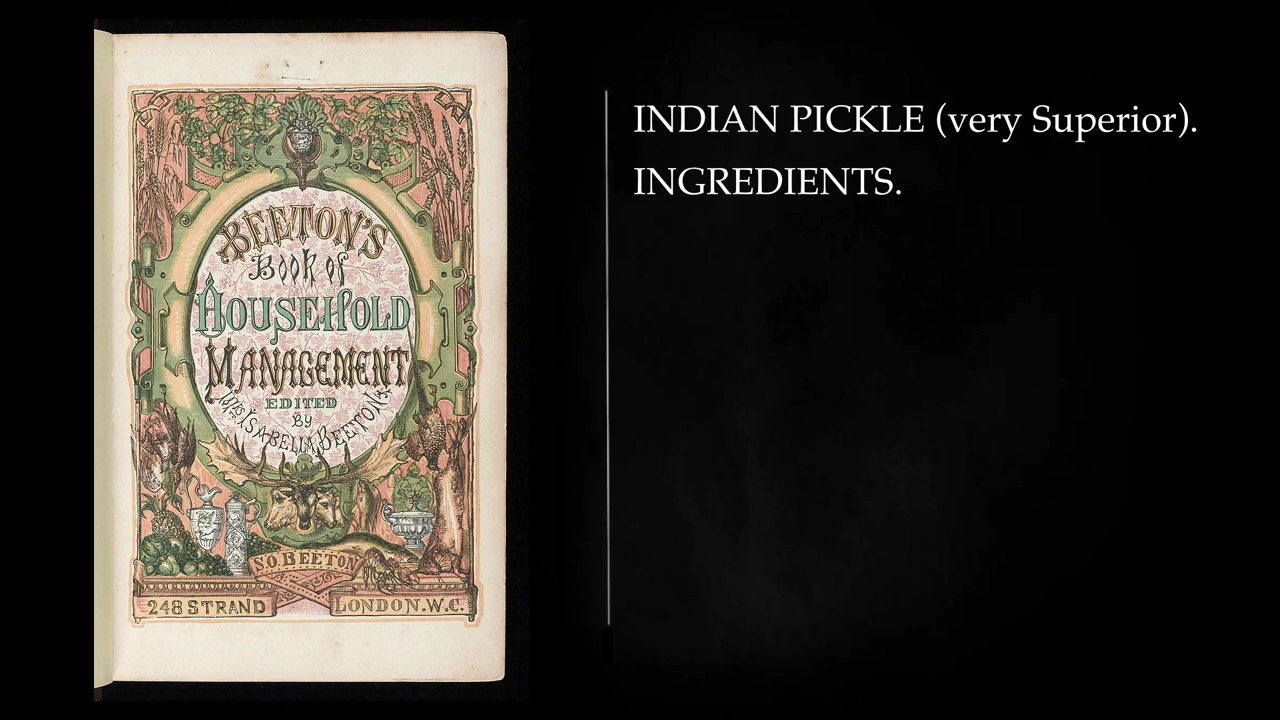 BEETON'S
Book of
HOUSEHOLD
MANAGEMENT
EDITED
BY
MRS ISABELLA BEETON
S.O. BEETON
248 STRAND
LONDON. W.C.
INDIAN PICKLE (very Superior).
INGREDIENTS.